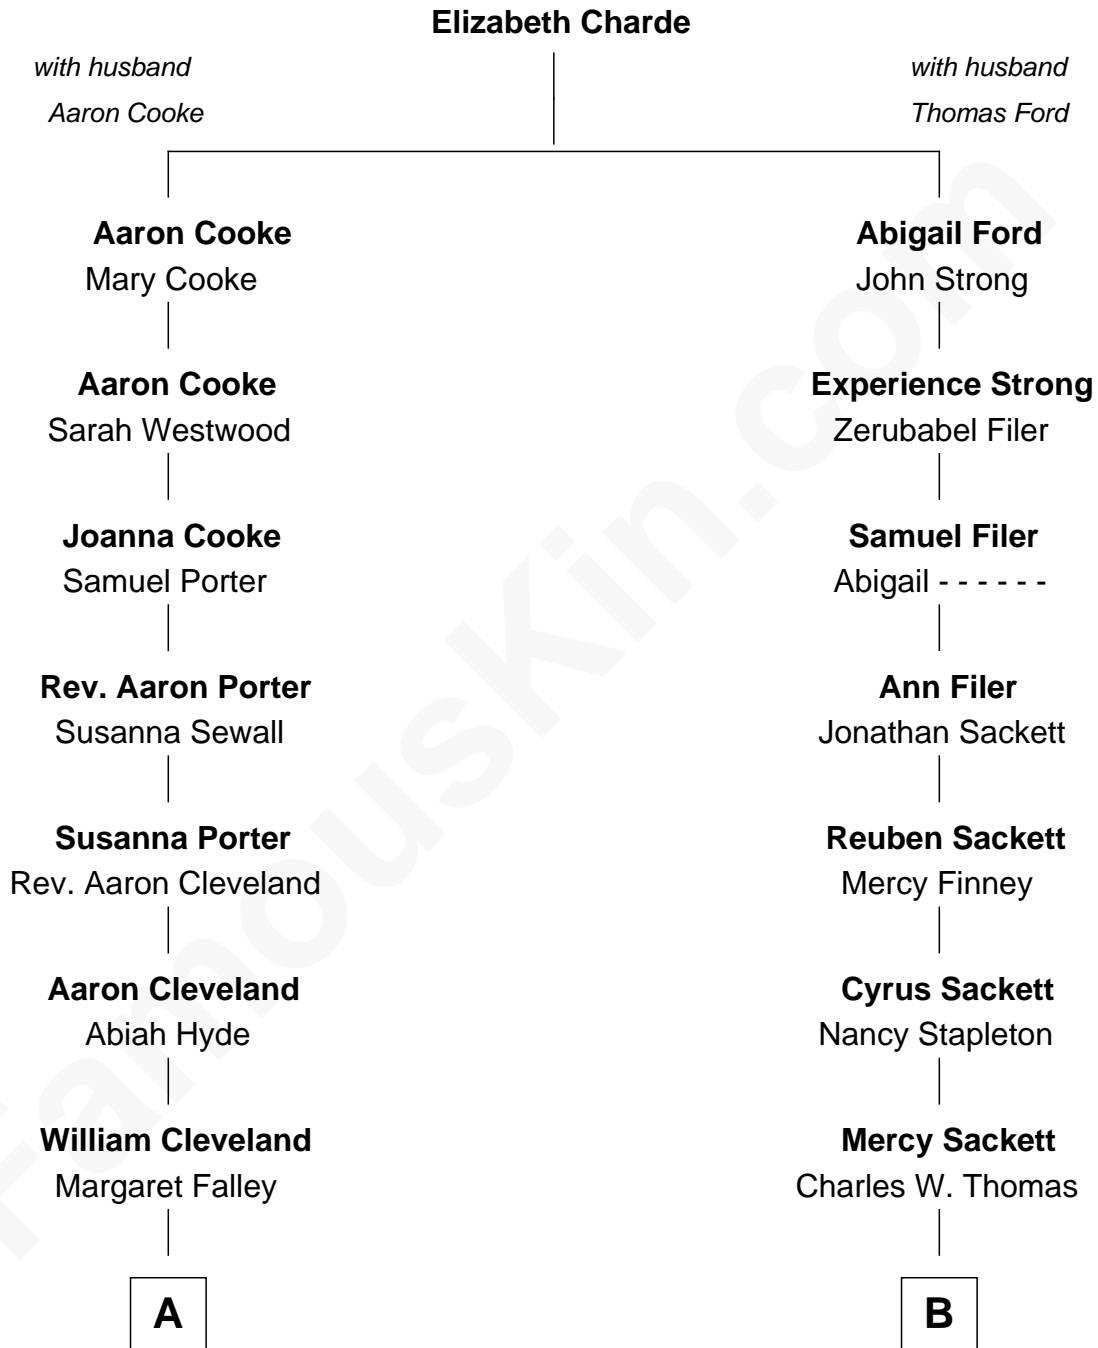 Elizabeth Charde
with husband
Aaron Cooke
with husband
Thomas Ford
Aaron Cooke
Mary Cooke
Abigail Ford
John Strong
Aaron Cooke
Sarah Westwood
Experience Strong
Zerubabel Filer
Joanna Cooke
Samuel Porter
Samuel Filer
Abigail - - - - - -
Rev. Aaron Porter
Susanna Sewall
Ann Filer
Jonathan Sackett
Susanna Porter
Rev. Aaron Cleveland
Reuben Sackett
Mercy Finney
Aaron Cleveland
Abiah Hyde
Cyrus Sackett
Nancy Stapleton
William Cleveland
Margaret Falley
Mercy Sackett
Charles W. Thomas
A
B
FamousKin.com